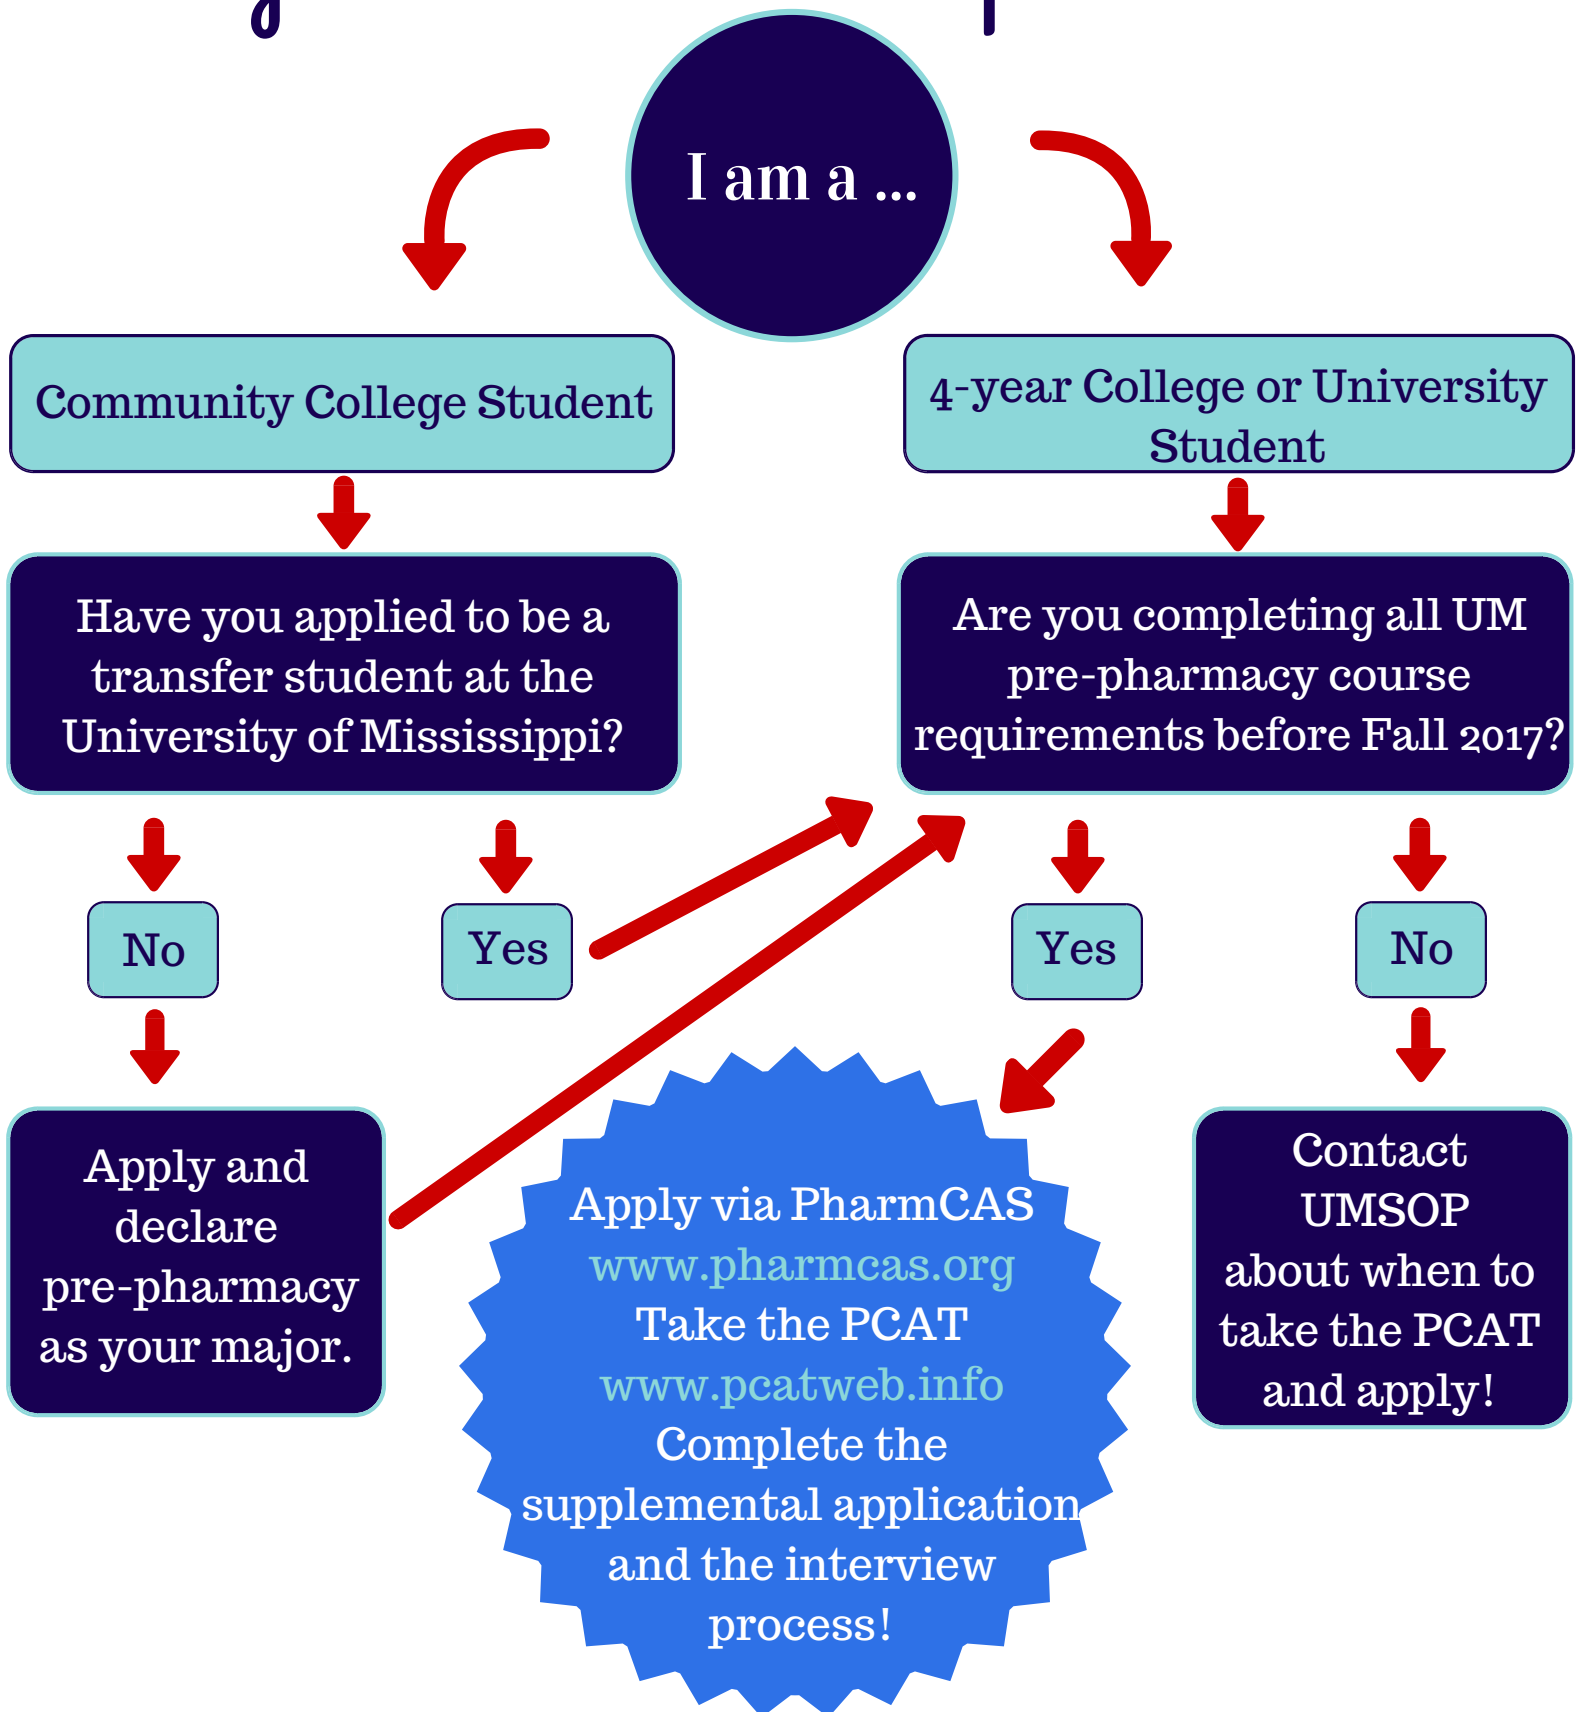 I am a ...
Community College Student
4-year College or University
Student
Have you applied to be a
transfer student at the
University of Mississippi?
Are you completing all UM
pre-pharmacy course
requirements before Fall 2017?
No
Yes
Yes
No
Apply and
declare
pre-pharmacy
as your major.
Apply via PharmCAS
www.pharmcas.org
Take the PCAT
www.pcatweb.info
Complete the
supplemental application
and the interview
process!
Contact
UMSOP
about when to
take the PCAT
and apply!